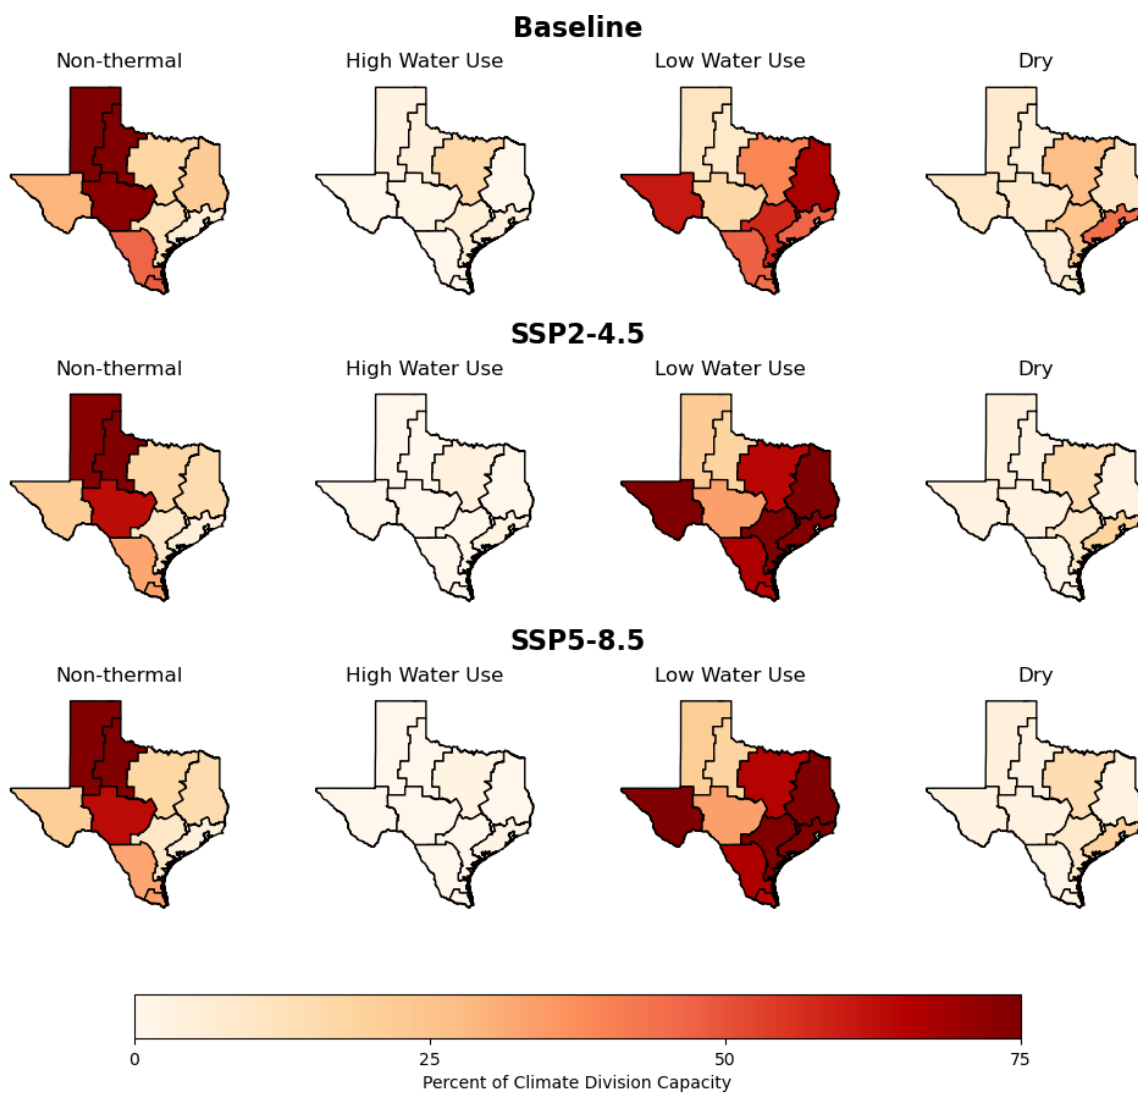 Baseline
Non-thermal
High Water Use
Low Water Use
Dry
SSP2-4.5
Non-thermal
High Water Use
Low Water Use
Dry
SSP5-8.5
Non-thermal
High Water Use
Low Water Use
Dry
0
25
50
75
Percent of Climate Division Capacity